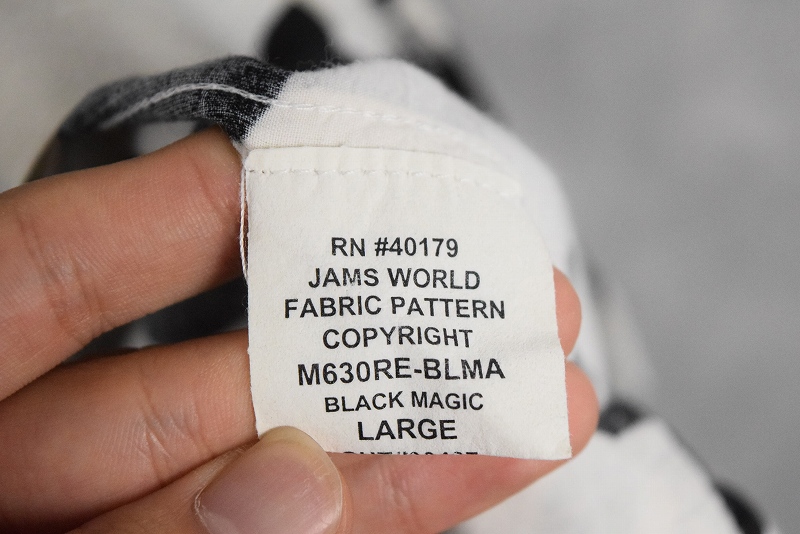 RN #40179
JAMS WORLD
FABRIC PATTERN
COPYRIGHT
M630RE-BLMA
BLACK MAGIC
LARGE